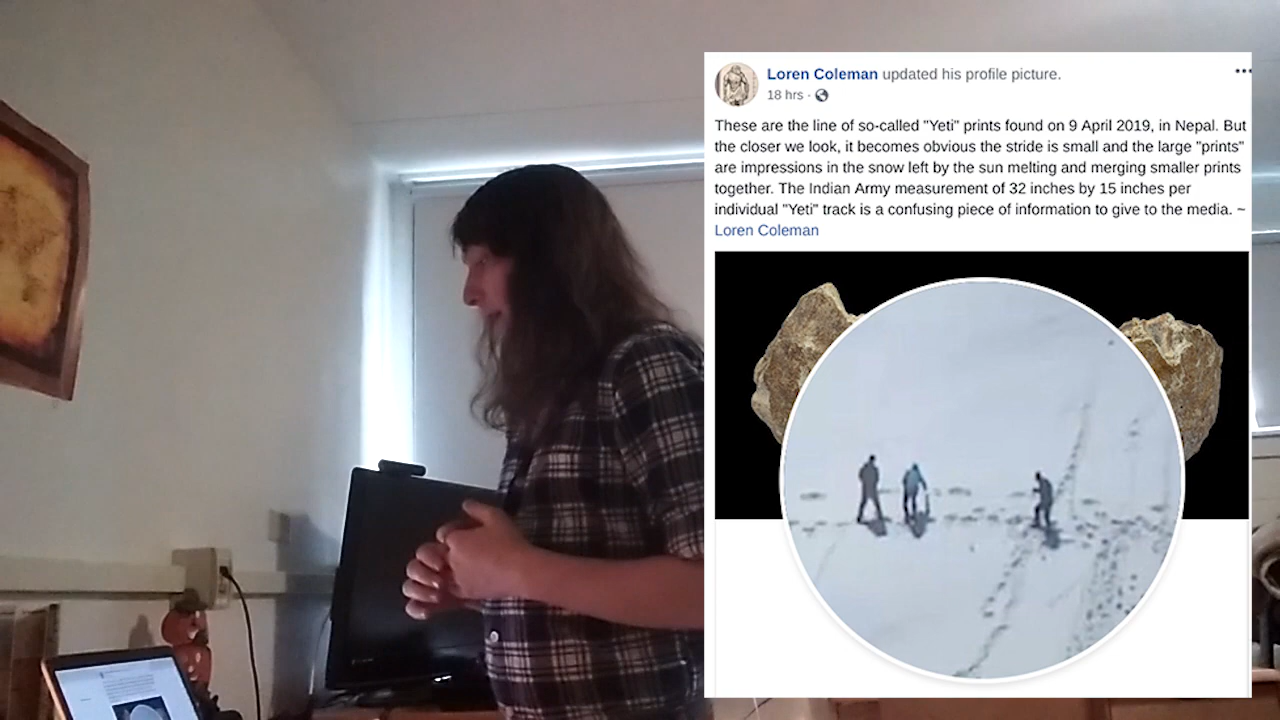 Loren Coleman updated his profile picture.
18 hrs ·
These are the line of so-called "Yeti" prints found on 9 April 2019, in Nepal. But
the closer we look, it becomes obvious the stride is small and the large "prints"
are impressions in the snow left by the sun melting and merging smaller prints
together. The Indian Army measurement of 32 inches by 15 inches per
individual "Yeti" track is a confusing piece of information to give to the media. ~
Loren Coleman